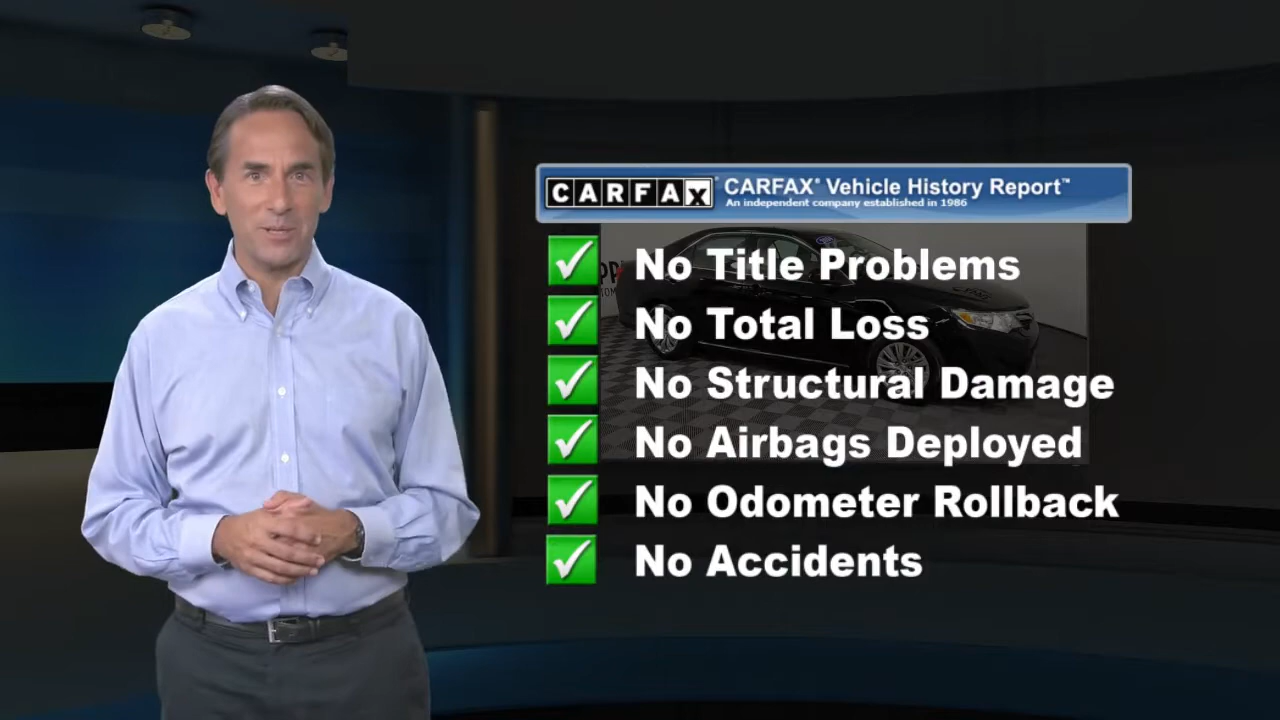 CARFAX® CARFAX® Vehicle History Report™
An independent company established in 1986
No Title Problems
No Total Loss
No Structural Damage
No Airbags Deployed
No Odometer Rollback
No Accidents